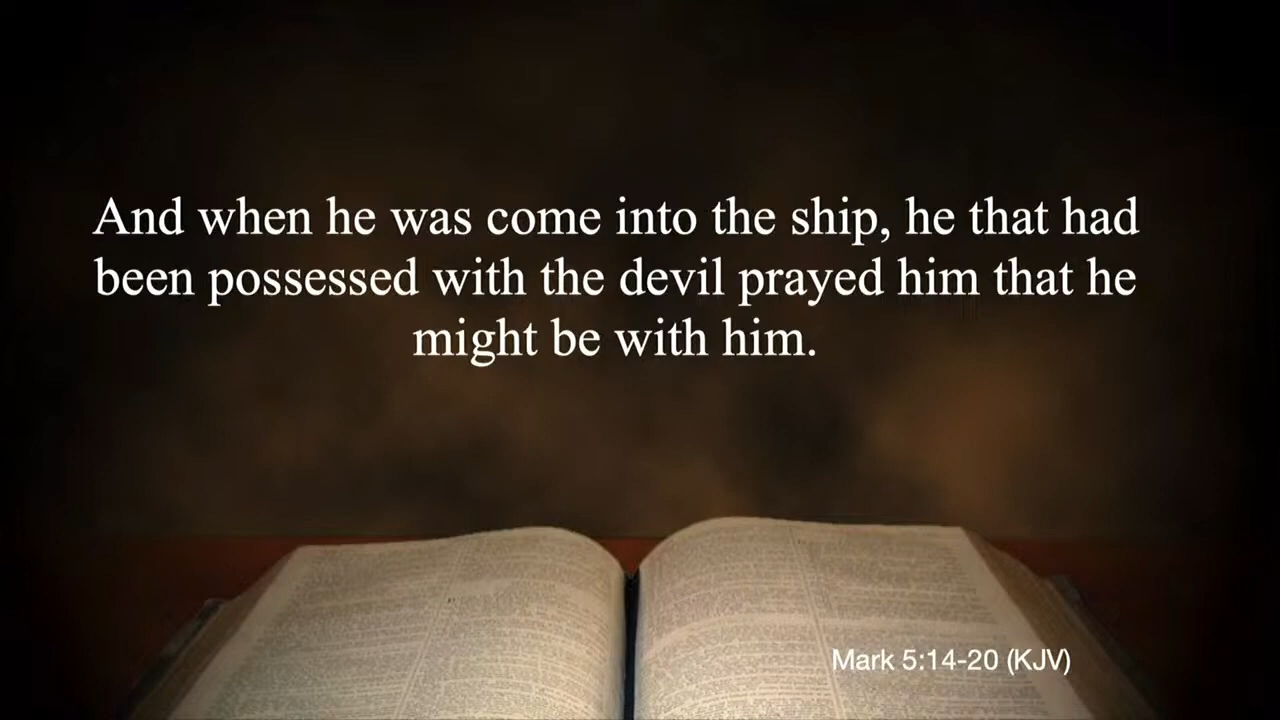 And when he was come into the ship, he that had
been possessed with the devil prayed him that he
might be with him.
Mark 5:14-20 (KJV)